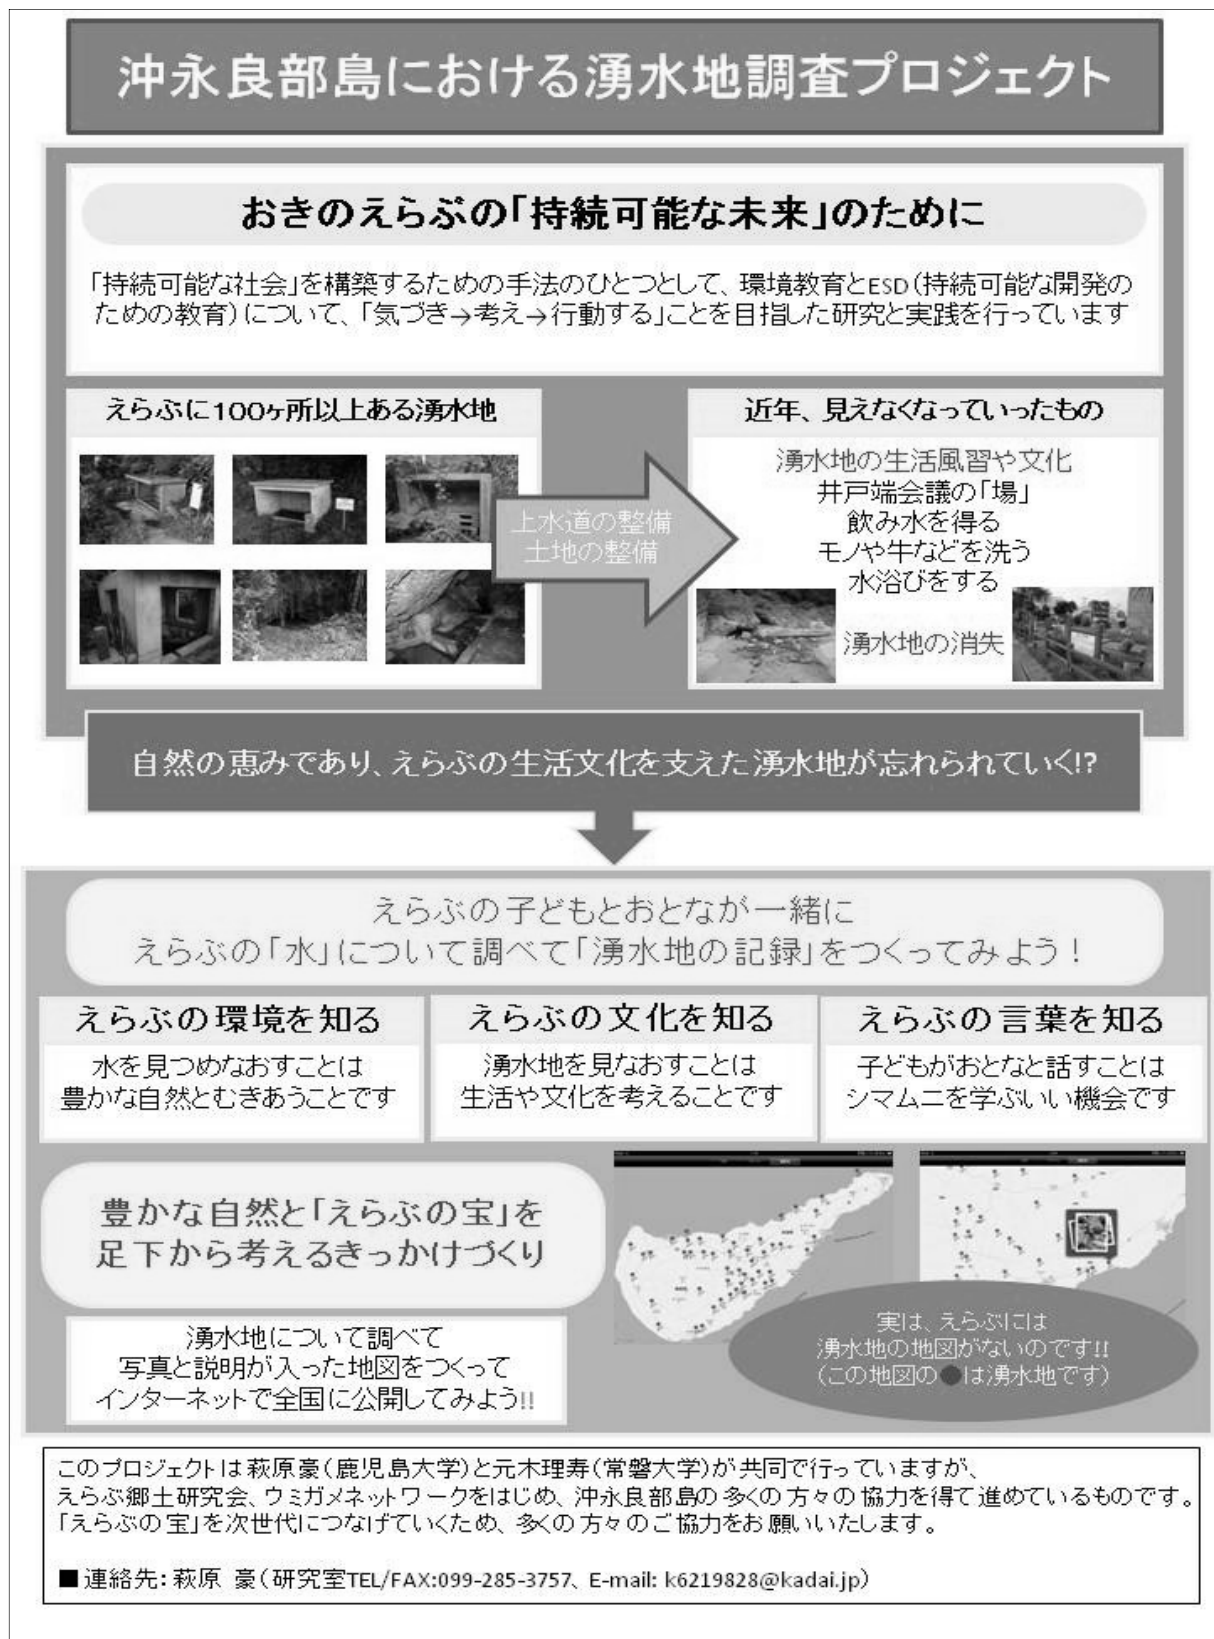 沖永良部島における湧水地調査プロジェクト
おきのえらぶの「持続可能な未来」のために
「持続可能な社会」を構築するための手法のひとつとして、環境教育とESD（持続可能な開発の
ための教育）について、「気づき→考え→行動する」ことを目指した研究と実践を行っています
えらぶに100ヶ所以上ある湧水地
上水道の整備
土地の整備
近年、見えなくなっていったもの
湧水地の生活風習や文化
井戸端会議の「場」
飲み水を得る
モノや牛などを洗う
水浴びをする
湧水地の消失
自然の恵みであり、えらぶの生活文化を支えた湧水地が忘れられていく!?
えらぶの子どもとおとなが一緒に
えらぶの「水」について調べて「湧水地の記録」をつくってみよう！
えらぶの環境を知る
水を見つめなおすことは
豊かな自然とむきあうことです
えらぶの文化を知る
湧水地を見なおすことは
生活や文化を考えることです
えらぶの言葉を知る
子どもがおとなと話すことは
シマムニを学ぶいい機会です
豊かな自然と「えらぶの宝」を
足下から考えるきっかけづくり
湧水地について調べて
写真と説明が入った地図をつくって
インターネットで全国に公開してみよう!!
実は、えらぶには
湧水地の地図がないのです!!
（この地図の●は湧水地です）
このプロジェクトは萩原豪（鹿児島大学）と元木理寿（常磐大学）が共同で行っていますが、
えらぶ郷土研究会、ウミガメネットワークをはじめ、沖永良部島の多くの方々の協力を得て進めているものです。
「えらぶの宝」を次世代につなげていくため、多くの方々のご協力をお願いいたします。
■連絡先：萩原 豪（研究室TEL/FAX:099-285-3757、E-mail: k6219828@kadai.jp）